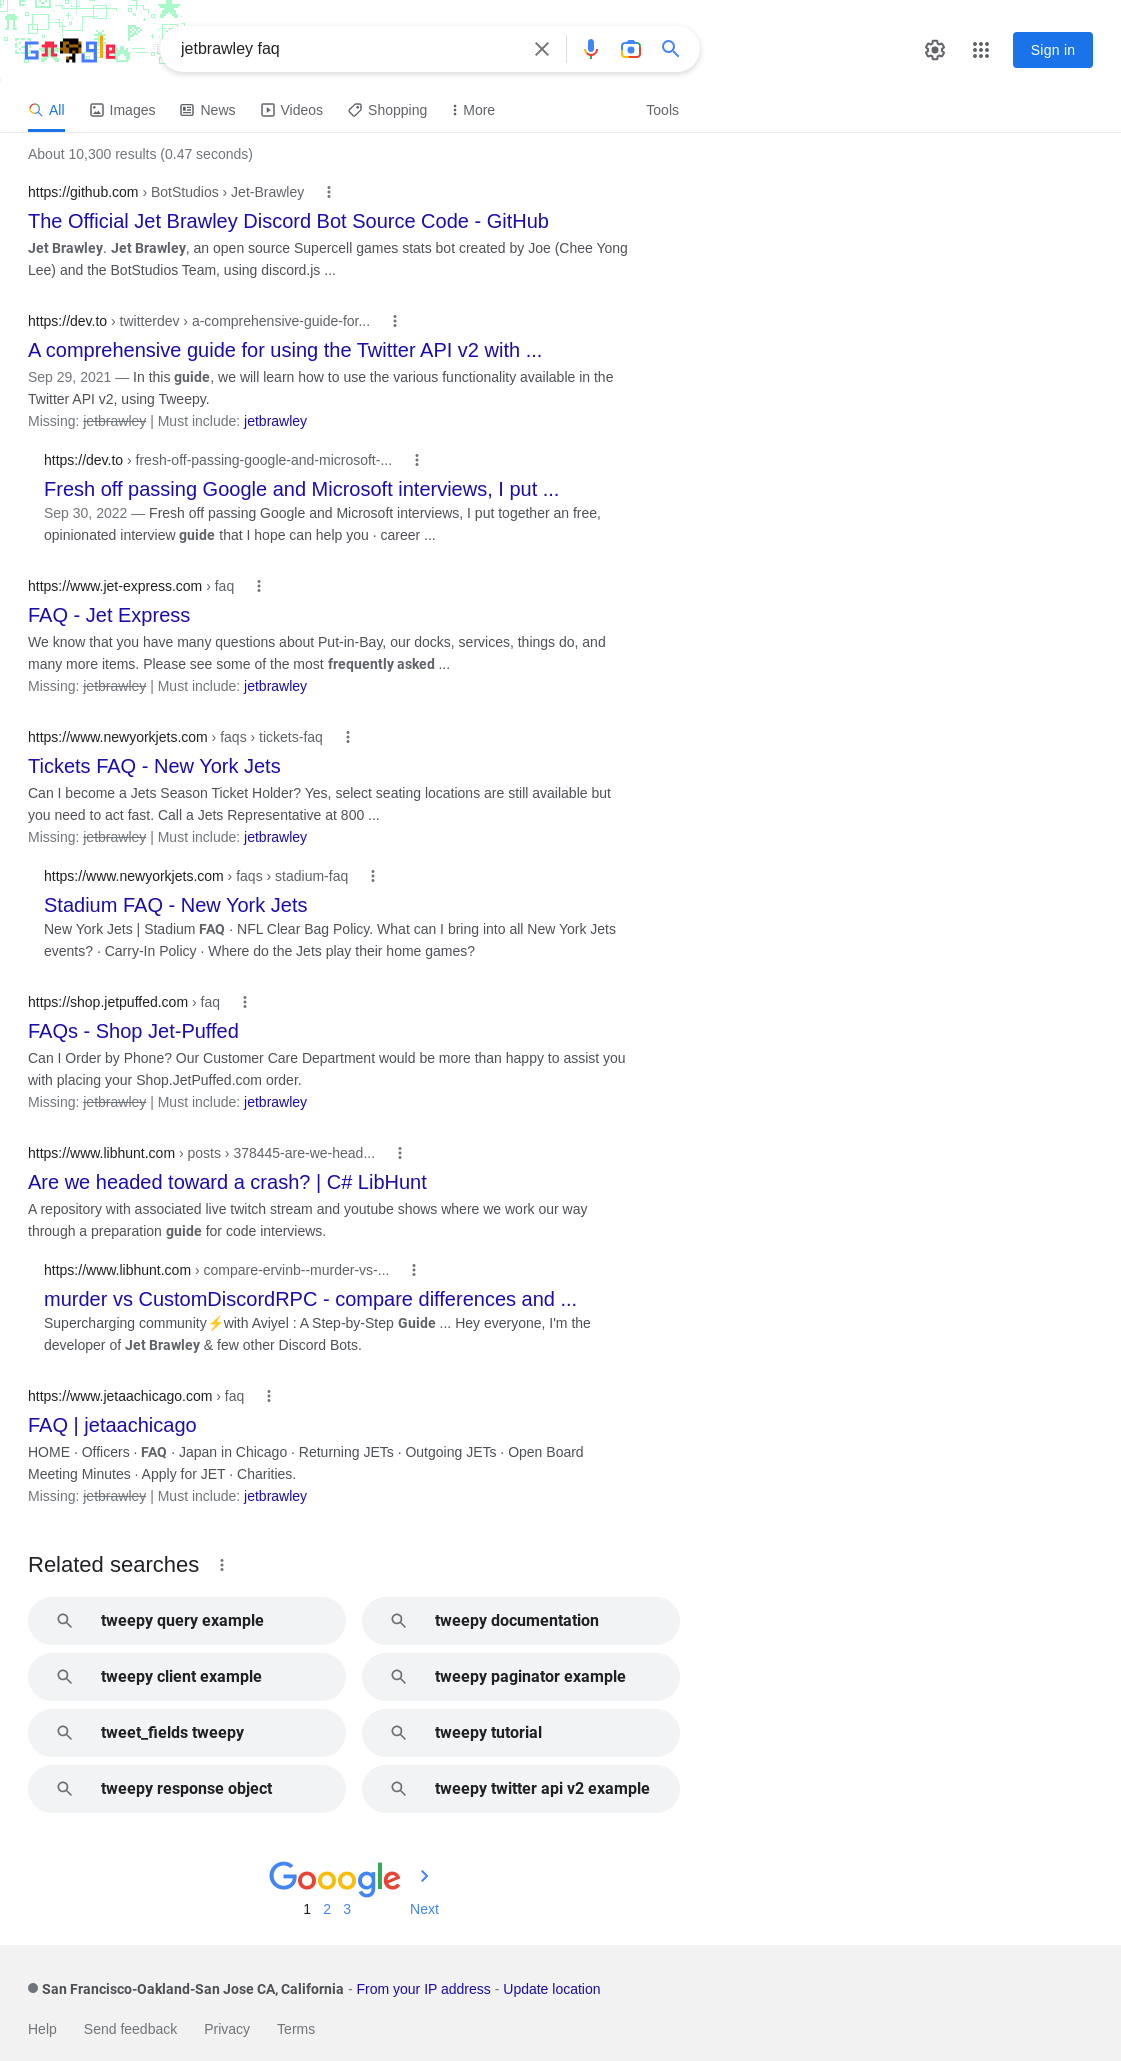 jetbrawley faq
Sign in
All
Images
News
Videos
Shopping
More
Tools
About 10,300 results (0.47 seconds)
https://github.com › BotStudios › Jet-Brawley
The Official Jet Brawley Discord Bot Source Code - GitHub
Jet Brawley. Jet Brawley, an open source Supercell games stats bot created by Joe (Chee Yong
Lee) and the BotStudios Team, using discord.js ...
https://dev.to › twitterdev › a-comprehensive-guide-for...
A comprehensive guide for using the Twitter API v2 with ...
Sep 29, 2021 — In this guide, we will learn how to use the various functionality available in the
Twitter API v2, using Tweepy.
Missing: jetbrawley | Must include: jetbrawley
https://dev.to › fresh-off-passing-google-and-microsoft-...
Fresh off passing Google and Microsoft interviews, I put ...
Sep 30, 2022 — Fresh off passing Google and Microsoft interviews, I put together an free,
opinionated interview guide that I hope can help you · career ...
https://www.jet-express.com › faq
FAQ - Jet Express
We know that you have many questions about Put-in-Bay, our docks, services, things do, and
many more items. Please see some of the most frequently asked ...
Missing: jetbrawley | Must include: jetbrawley
https://www.newyorkjets.com › faqs › tickets-faq
Tickets FAQ - New York Jets
Can I become a Jets Season Ticket Holder? Yes, select seating locations are still available but
you need to act fast. Call a Jets Representative at 800 ...
Missing: jetbrawley | Must include: jetbrawley
https://www.newyorkjets.com › faqs › stadium-faq
Stadium FAQ - New York Jets
New York Jets | Stadium FAQ · NFL Clear Bag Policy. What can I bring into all New York Jets
events? · Carry-In Policy · Where do the Jets play their home games?
https://shop.jetpuffed.com › faq
FAQs - Shop Jet-Puffed
Can I Order by Phone? Our Customer Care Department would be more than happy to assist you
with placing your Shop.JetPuffed.com order.
Missing: jetbrawley | Must include: jetbrawley
https://www.libhunt.com › posts › 378445-are-we-head...
Are we headed toward a crash? | C# LibHunt
A repository with associated live twitch stream and youtube shows where we work our way
through a preparation guide for code interviews.
https://www.libhunt.com › compare-ervinb--murder-vs-...
murder vs CustomDiscordRPC - compare differences and ...
Supercharging community⚡with Aviyel : A Step-by-Step Guide ... Hey everyone, I'm the
developer of Jet Brawley & few other Discord Bots.
https://www.jetaachicago.com › faq
FAQ | jetaachicago
HOME · Officers · FAQ · Japan in Chicago · Returning JETs · Outgoing JETs · Open Board
Meeting Minutes · Apply for JET · Charities.
Missing: jetbrawley | Must include: jetbrawley
Related searches
tweepy query example
tweepy documentation
tweepy client example
tweepy paginator example
tweet_fields tweepy
tweepy tutorial
tweepy response object
tweepy twitter api v2 example
Gooogle
1 2 3 Next
San Francisco-Oakland-San Jose CA, California - From your IP address - Update location
Help Send feedback Privacy Terms